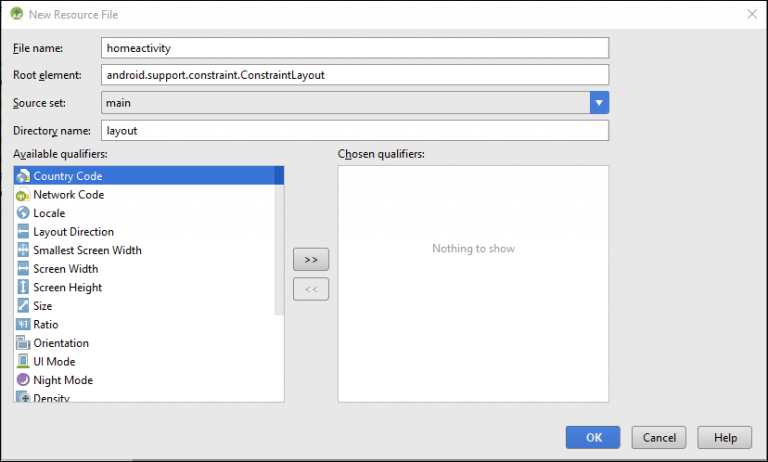 New Resource File
File name: homeactivity
Root element: android.support.constraint.ConstraintLayout
Source set: main
Directory name: layout
Available qualifiers: Chosen qualifiers:
Country Code
Network Code
Locale
Layout Direction
Smallest Screen Width
Screen Width
Screen Height
Size
Ratio
Orientation
UI Mode
Night Mode
Density
Nothing to show
>>
<<
OK Cancel Help